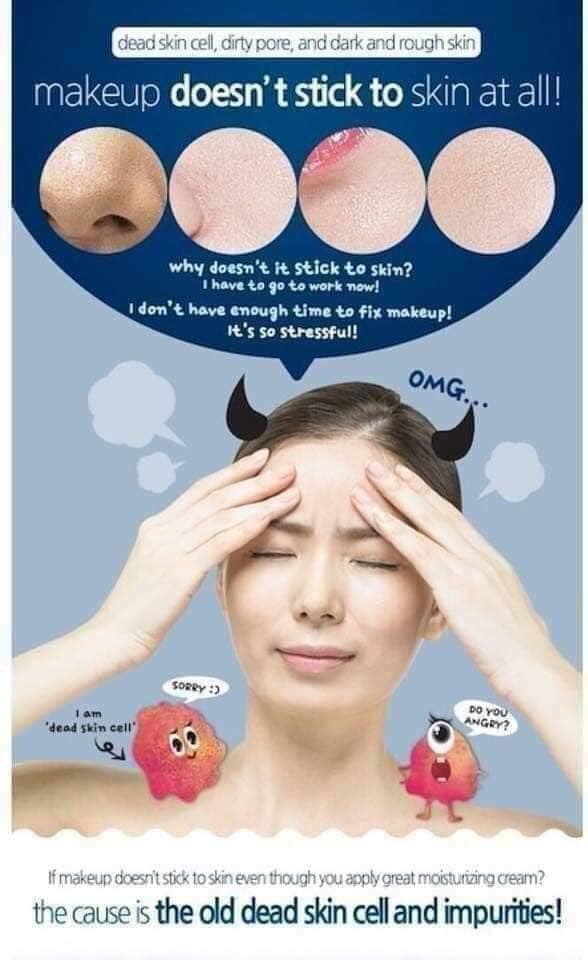 dead skin cell, dirty pore, and dark and rough skin
makeup doesn't stick to skin at all!
why doesn't it stick to skin?
I have to go to work now!
I don't have enough time to fix makeup!
It's so stressful!
OMG...
SORRY :)
I am
'dead skin cell'
DO YOU
ANGRY?
If makeup doesn't stick to skin even though you apply great moisturizing cream?
the cause is the old dead skin cell and impurities!